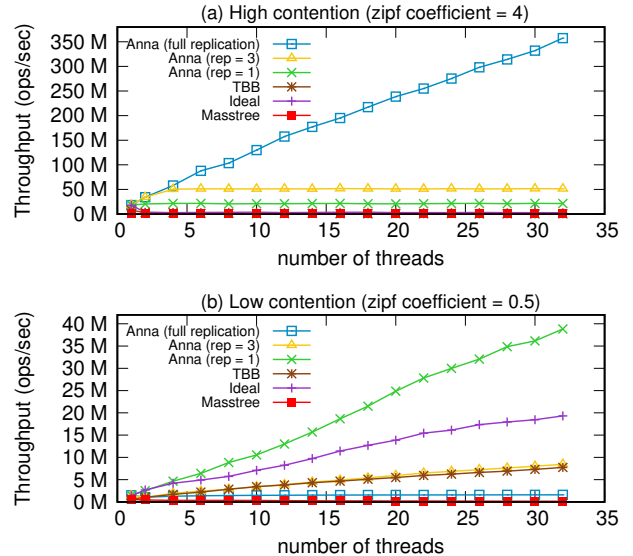 (a) High contention (zipf coefficient = 4)
Throughput (ops/sec)
350 M
300 M
250 M
200 M
150 M
100 M
50 M
0 M
Anna (full replication)
Anna (rep = 3)
Anna (rep = 1)
TBB
Ideal
Masstree
0 5 10 15 20 25 30 35
number of threads
(b) Low contention (zipf coefficient = 0.5)
Throughput (ops/sec)
40 M
35 M
30 M
25 M
20 M
15 M
10 M
5 M
0 M
Anna (full replication)
Anna (rep = 3)
Anna (rep = 1)
TBB
Ideal
Masstree
0 5 10 15 20 25 30 35
number of threads